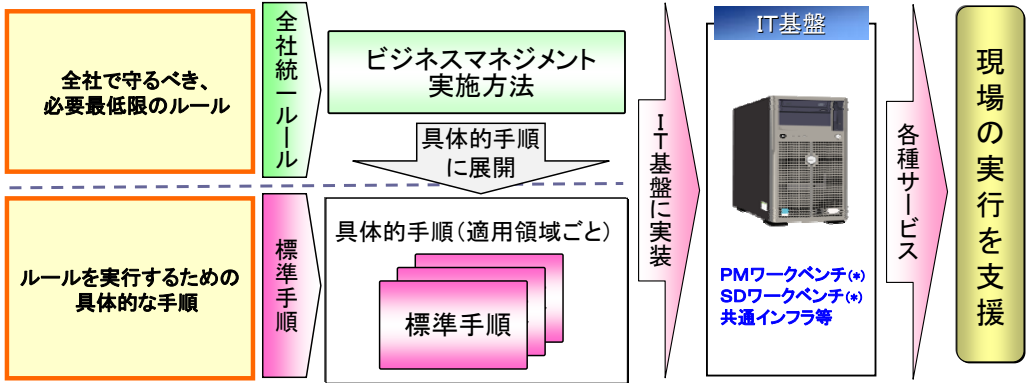 全社で守るべき、
必要最低限のルール
全社統一ルール
ビジネスマネジメント
実施方法
具体的手順
に展開
ルールを実行するための
具体的な手順
標準手順
具体的手順(適用領域ごと)
標準手順
IT基盤に実装
IT基盤
PMワークベンチ(*)
SDワークベンチ(*)
共通インフラ等
各種サービス
現場の実行を支援